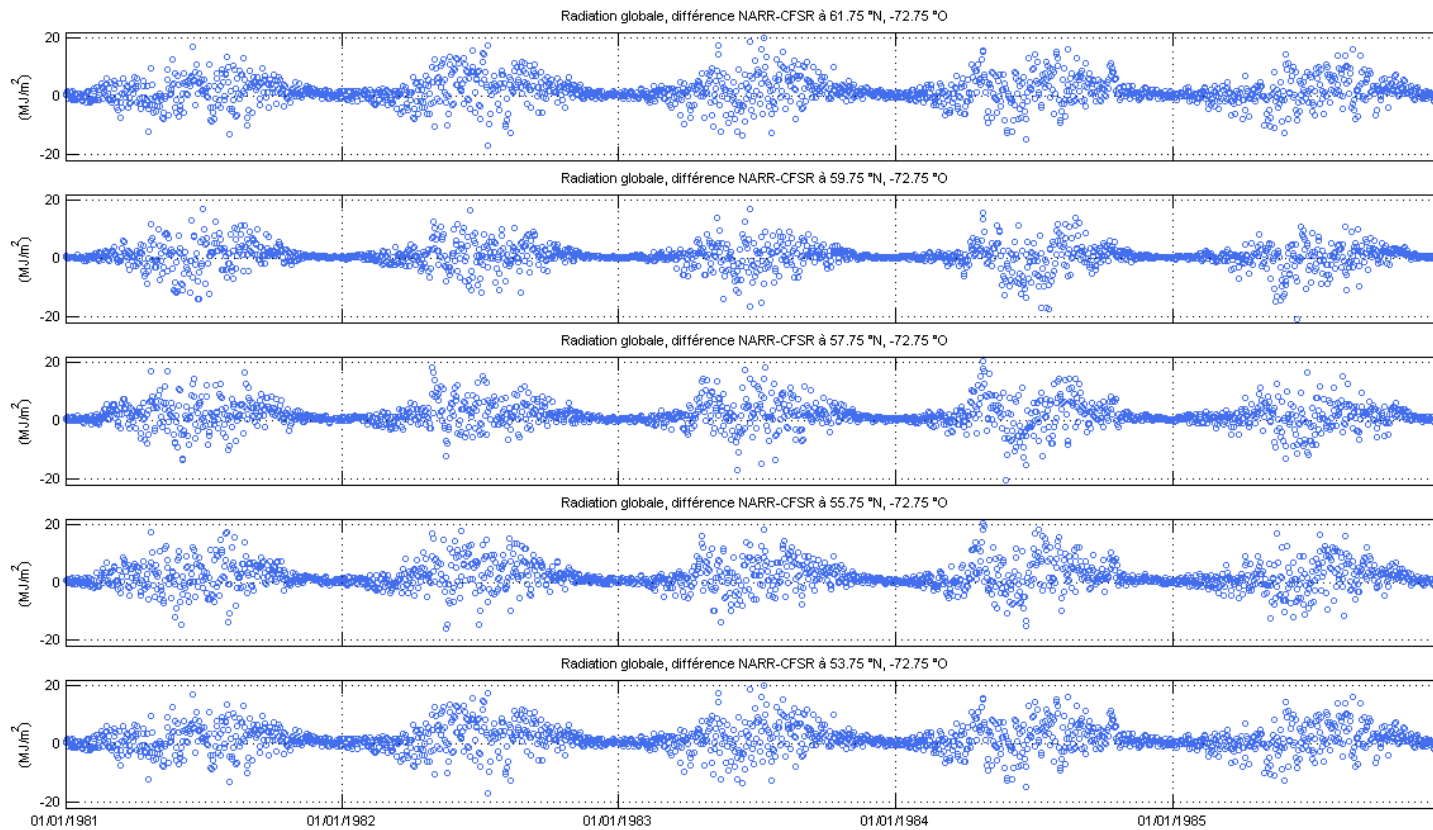 Radiation globale, différence NARR-CFSR à 61.75 °N, -72.75 °O
20
0
-20
(MJ/m²)
Radiation globale, différence NARR-CFSR à 59.75 °N, -72.75 °O
20
0
-20
(MJ/m²)
Radiation globale, différence NARR-CFSR à 57.75 °N, -72.75 °O
20
0
-20
(MJ/m²)
Radiation globale, différence NARR-CFSR à 55.75 °N, -72.75 °O
20
0
-20
(MJ/m²)
Radiation globale, différence NARR-CFSR à 53.75 °N, -72.75 °O
20
0
-20
(MJ/m²)
01/01/1981 01/01/1982 01/01/1983 01/01/1984 01/01/1985